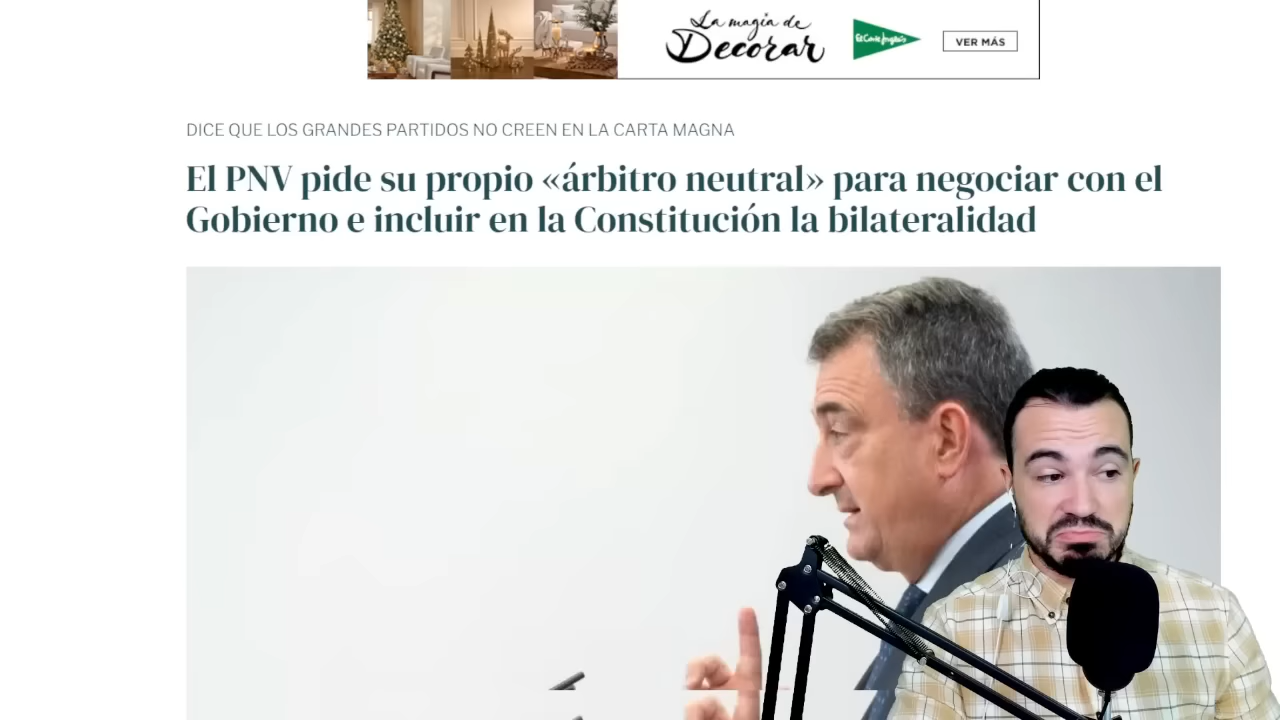 La magia de
Decorar
El Corte Inglés
VER MÁS
DICE QUE LOS GRANDES PARTIDOS NO CREEN EN LA CARTA MAGNA
El PNV pide su propio «árbitro neutral» para negociar con el
Gobierno e incluir en la Constitución la bilateralidad